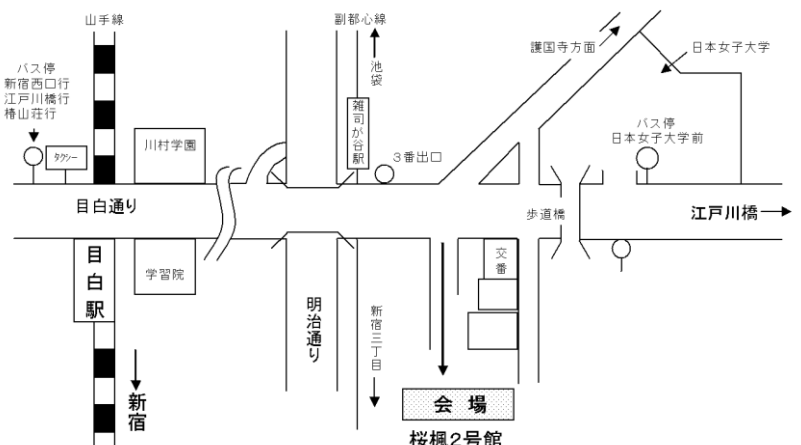 山手線
副都心線
護国寺方面
日本女子大学
バス停
新宿西口行
江戸川橋行
椿山荘行
池袋
タクシー
川村学園
雑司が谷駅
3番出口
バス停
日本女子大学前
目白通り
歩道橋
江戸川橋
目白駅
学習院
交番
明治通り
新宿三丁目
新宿
会場
桜楓2号館